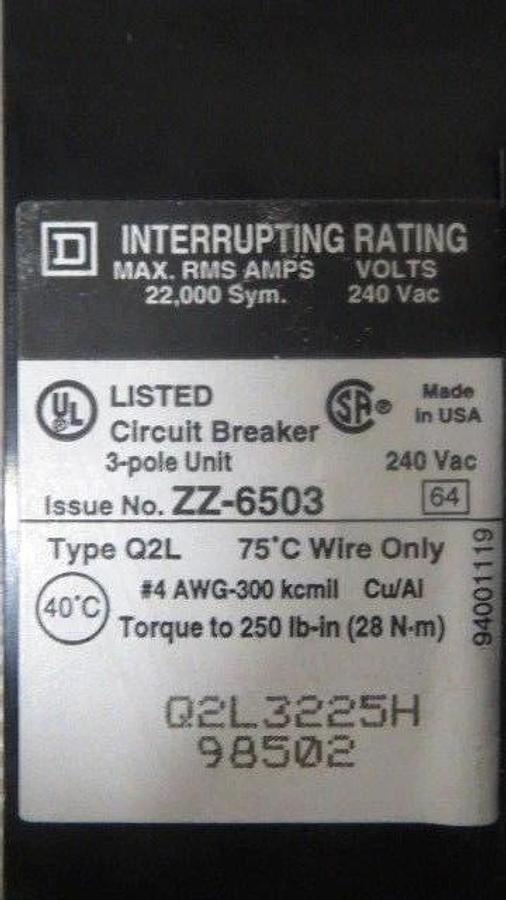 D INTERRUPTING RATING
MAX. RMS AMPS VOLTS
22,000 Sym. 240 Vac
UL ® LISTED SA ® Made
Circuit Breaker in USA
3-pole Unit 240 Vac
Issue No. ZZ-6503 64
Type Q2L 75°C Wire Only
40°C #4 AWG-300 kcmil Cu/Al
Torque to 250 lb-in (28 N·m)
94001119
Q2L3225H
98502